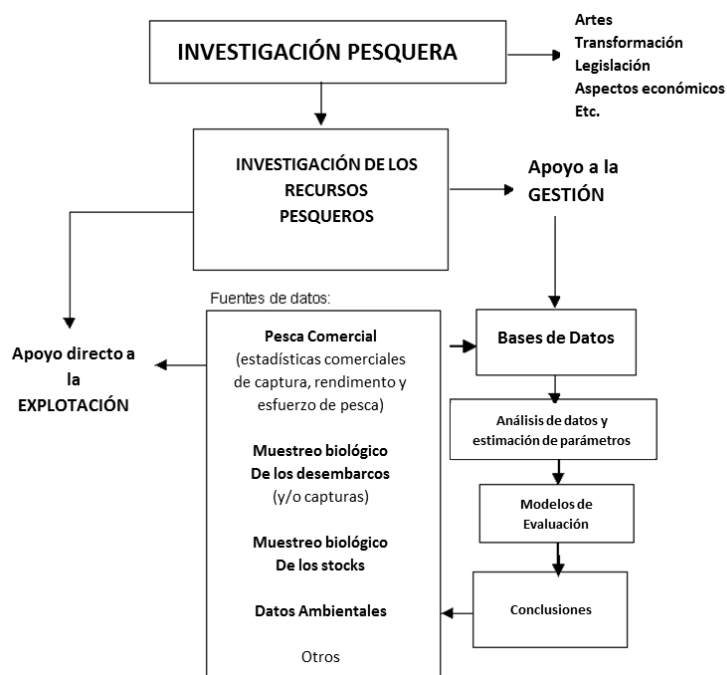 INVESTIGACIÓN PESQUERA
Artes
Transformación
Legislación
Aspectos económicos
Etc.
INVESTIGACIÓN DE LOS
RECURSOS
PESQUEROS
Apoyo a la
GESTIÓN
Apoyo directo a
la
EXPLOTACIÓN
Fuentes de datos:
Pesca Comercial
(estadísticas comerciales
de captura, rendimento y
esfuerzo de pesca)
Muestreo biológico
De los desembarcos
(y/o capturas)
Muestreo biológico
De los stocks
Datos Ambientales
Otros
Bases de Datos
Análisis de datos y
estimación de parámetros
Modelos de
Evaluación
Conclusiones